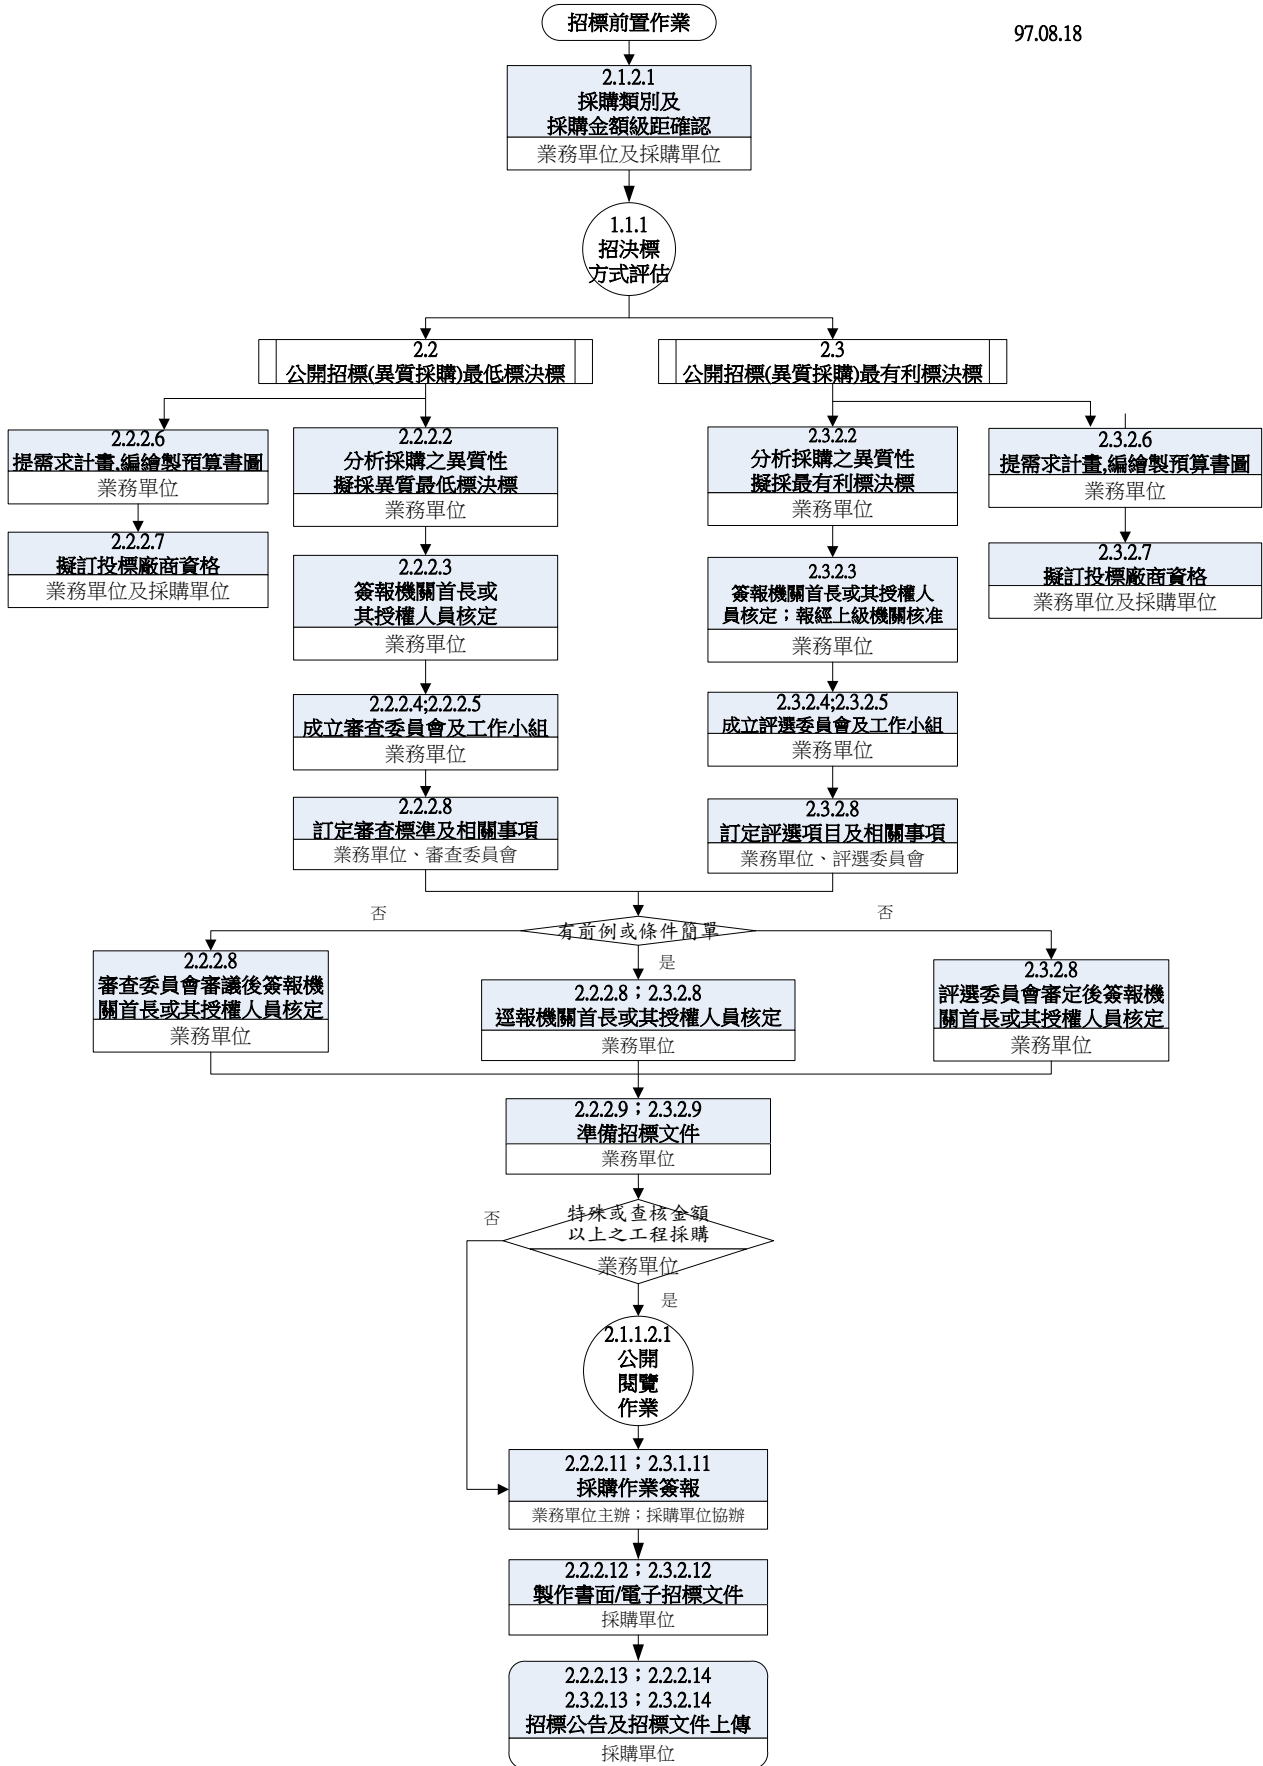 招標前置作業
97.08.18
2.1.2.1
採購類別及
採購金額級距確認
業務單位及採購單位
1.1.1
招決標
方式評估
2.2
公開招標(異質採購)最低標決標
2.3
公開招標(異質採購)最有利標決標
2.2.2.6
提需求計畫,編繪製預算書圖
業務單位
2.2.2.7
擬訂投標廠商資格
業務單位及採購單位
2.2.2.2
分析採購之異質性
擬採異質最低標決標
業務單位
2.2.2.3
簽報機關首長或
其授權人員核定
業務單位
2.2.2.4;2.2.2.5
成立審查委員會及工作小組
業務單位
2.2.2.8
訂定審查標準及相關事項
業務單位、審查委員會
2.3.2.2
分析採購之異質性
擬採最有利標決標
業務單位
2.3.2.3
簽報機關首長或其授權人
員核定；報經上級機關核准
業務單位
2.3.2.4;2.3.2.5
成立評選委員會及工作小組
業務單位
2.3.2.8
訂定評選項目及相關事項
業務單位、評選委員會
2.3.2.6
提需求計畫,編繪製預算書圖
業務單位
2.3.2.7
擬訂投標廠商資格
業務單位及採購單位
否
有前例或條件簡單
否
是
2.2.2.8
審查委員會審議後簽報機
關首長或其授權人員核定
業務單位
2.2.2.8；2.3.2.8
逕報機關首長或其授權人員核定
業務單位
2.3.2.8
評選委員會審定後簽報機
關首長或其授權人員核定
業務單位
2.2.2.9；2.3.2.9
準備招標文件
業務單位
否
特殊或查核金額
以上之工程採購
業務單位
是
2.1.1.2.1
公開
閱覽
作業
2.2.2.11；2.3.1.11
採購作業簽報
業務單位主辦；採購單位協辦
2.2.2.12；2.3.2.12
製作書面/電子招標文件
採購單位
2.2.2.13；2.2.2.14
2.3.2.13；2.3.2.14
招標公告及招標文件上傳
採購單位